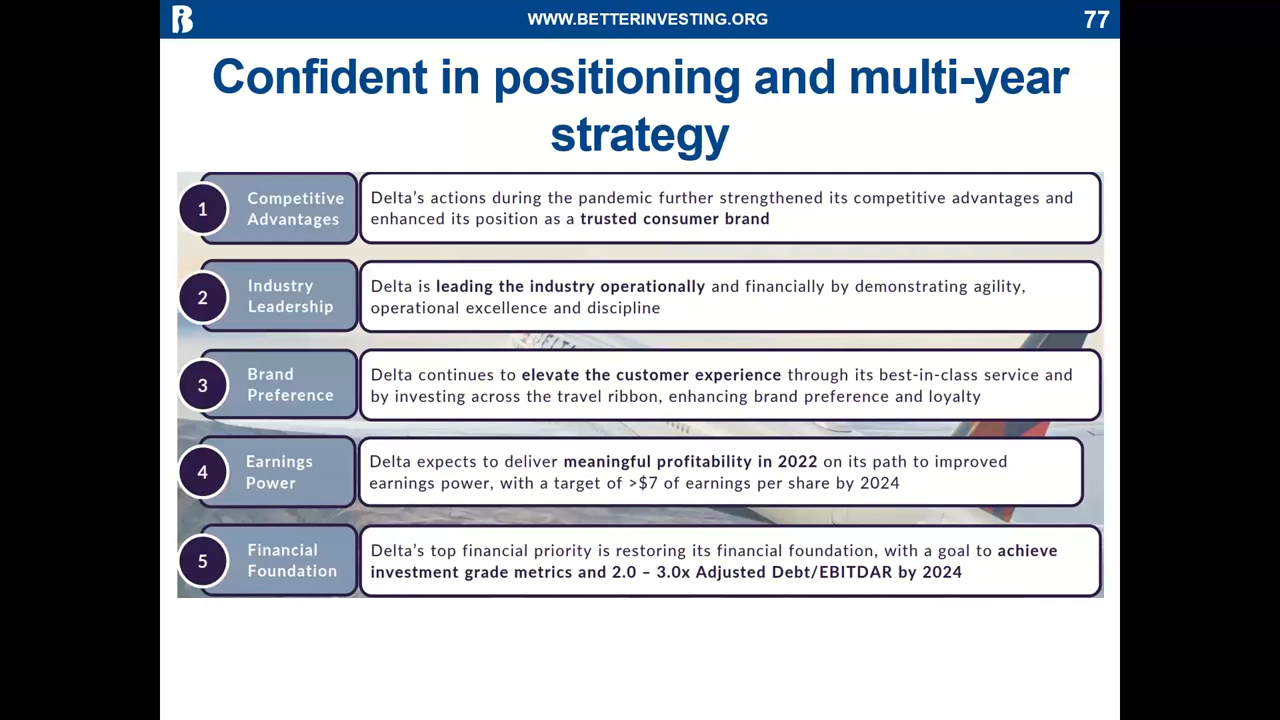 WWW.BETTERINVESTING.ORG
77
Confident in positioning and multi-year
strategy
1
Competitive
Advantages
Delta’s actions during the pandemic further strengthened its competitive advantages and
enhanced its position as a trusted consumer brand
2
Industry
Leadership
Delta is leading the industry operationally and financially by demonstrating agility,
operational excellence and discipline
DELTA
3
Brand
Preference
Delta continues to elevate the customer experience through its best-in-class service and
by investing across the travel ribbon, enhancing brand preference and loyalty
4
Earnings
Power
Delta expects to deliver meaningful profitability in 2022 on its path to improved
earnings power, with a target of >$7 of earnings per share by 2024
5
Financial
Foundation
Delta’s top financial priority is restoring its financial foundation, with a goal to achieve
investment grade metrics and 2.0 – 3.0x Adjusted Debt/EBITDAR by 2024